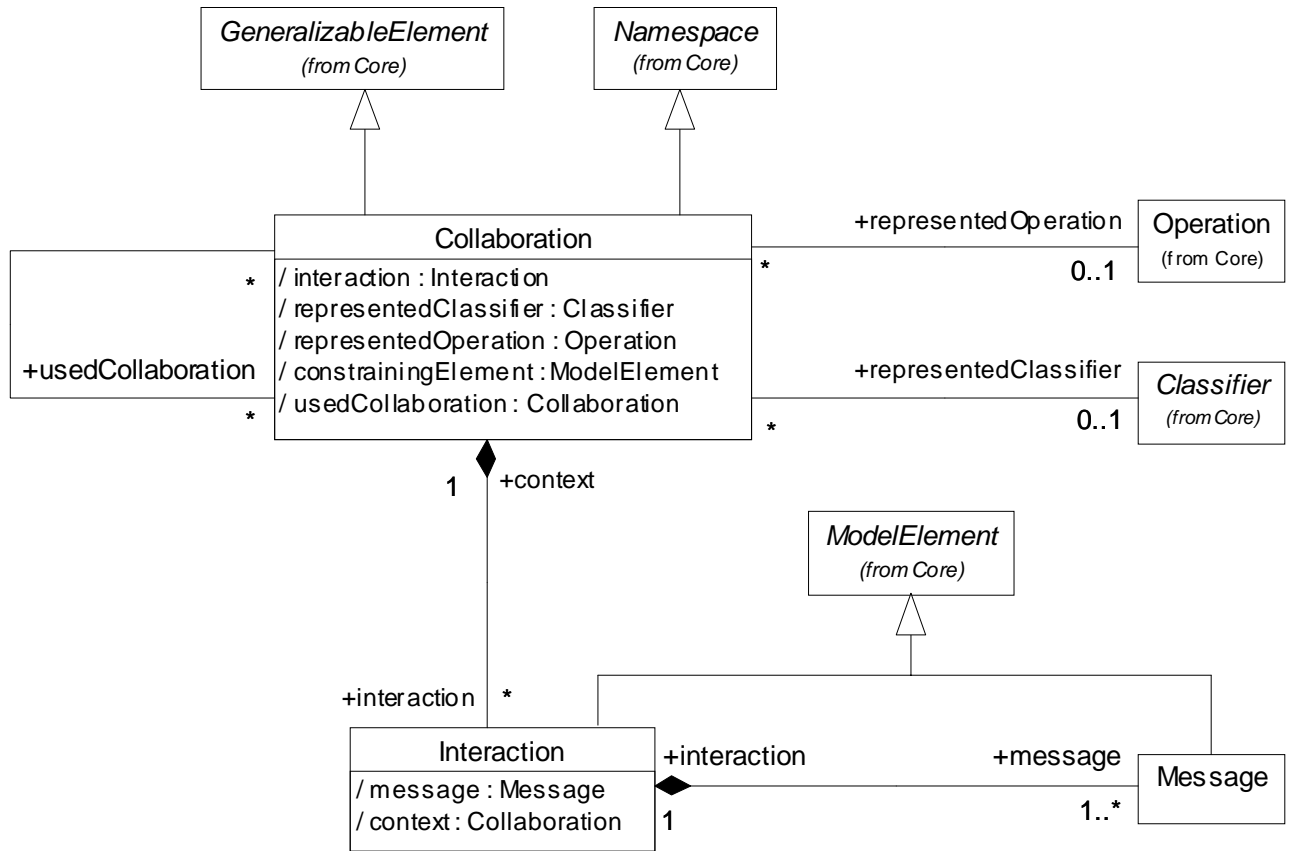 GeneralizableElement
(from Core)
Namespace
(from Core)
Collaboration
/ interaction : Interaction
/ representedClassifier : Classifier
/ representedOperation : Operation
/ constrainingElement : ModelElement
/ usedCollaboration : Collaboration
*
+usedCollaboration
*
+representedOperation
*
0..1
Operation
(from Core)
+representedClassifier
*
0..1
Classifier
(from Core)
1
+context
ModelElement
(from Core)
+interaction
*
Interaction
/ message : Message
/ context : Collaboration
+interaction
1
+message
1..*
Message